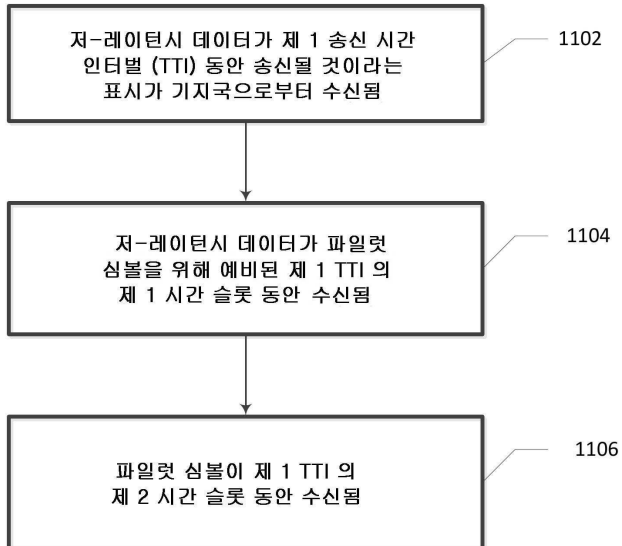 저-레이턴시 데이터가 제 1 송신 시간
인터벌 (TTI) 동안 송신될 것이라는
표시가 기지국으로부터 수신됨
1102
저-레이턴시 데이터가 파일럿
심볼을 위해 예비된 제 1 TTI 의
제 1 시간 슬롯 동안 수신됨
1104
파일럿 심볼이 제 1 TTI 의
제 2 시간 슬롯 동안 수신됨
1106